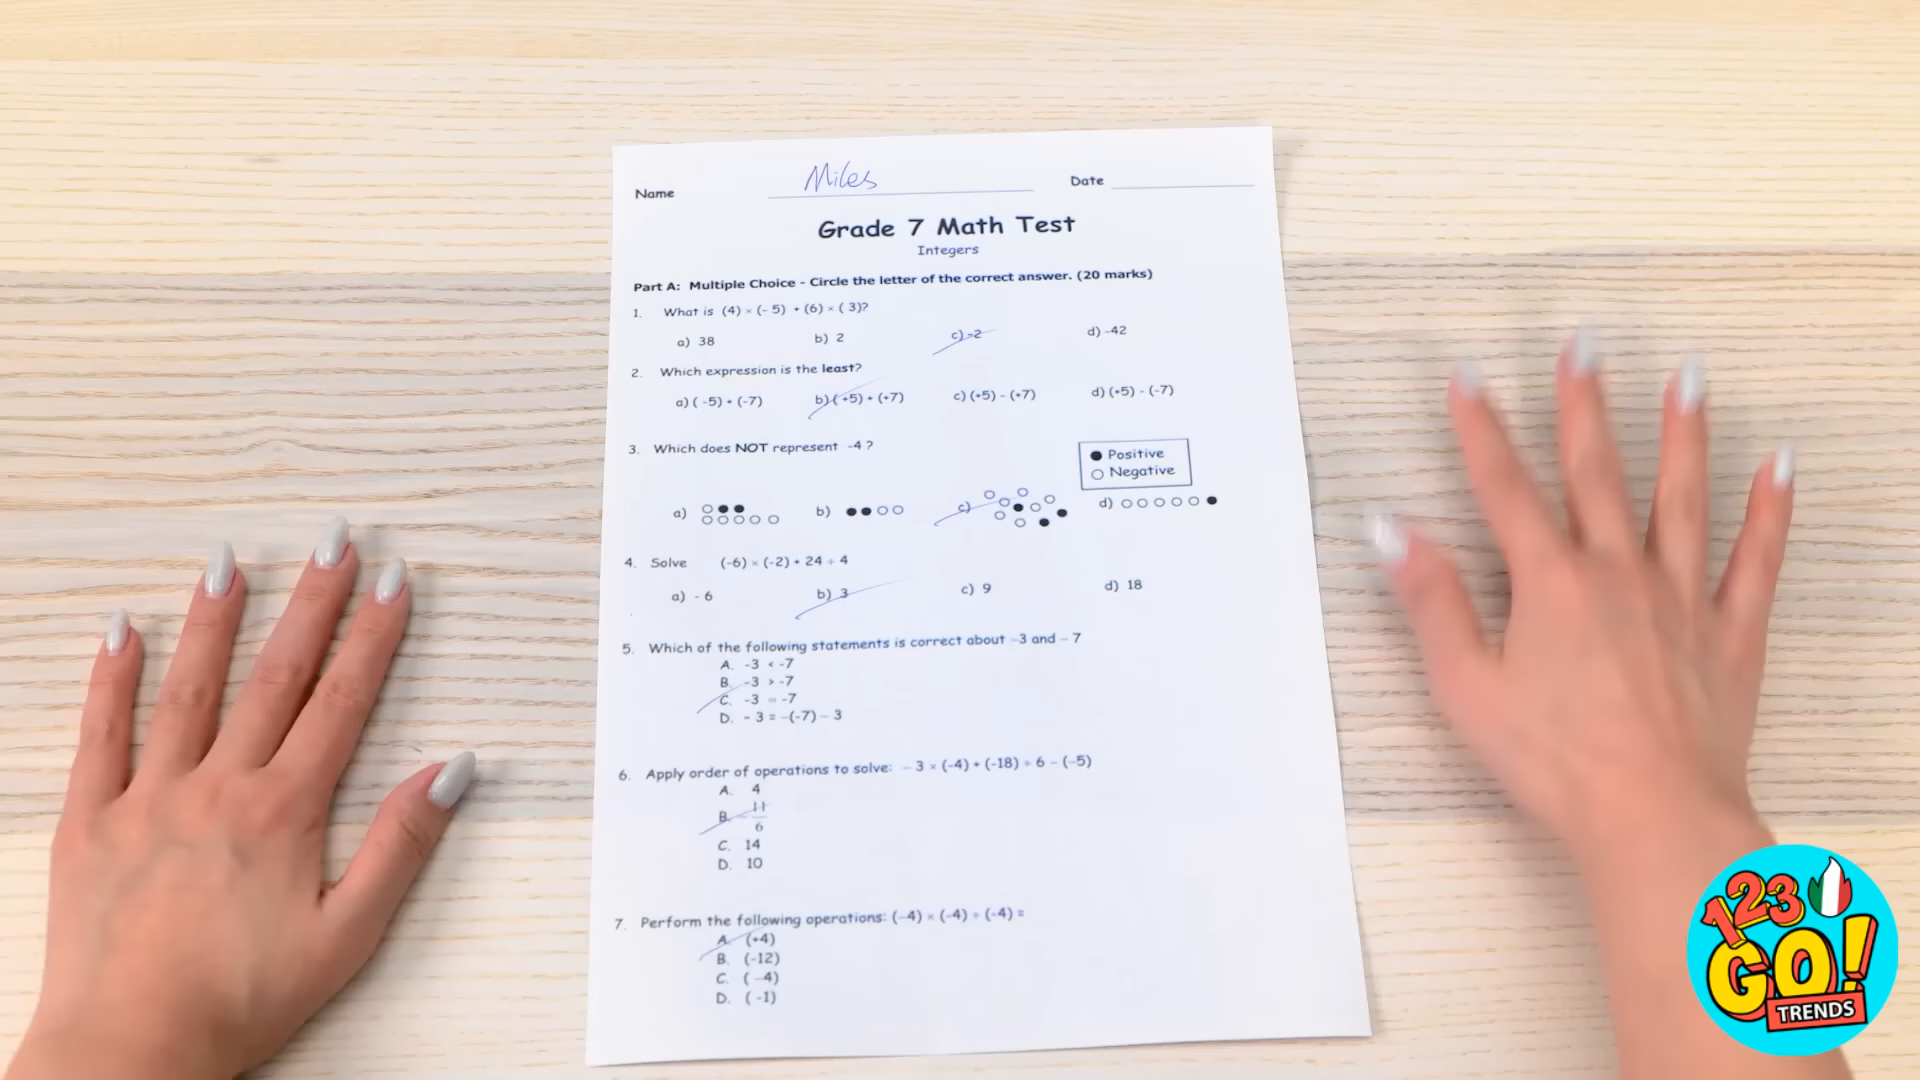 Name Miles Date
Grade 7 Math Test
Integers
Part A: Multiple Choice - Circle the letter of the correct answer. (20 marks)
1. What is (4) × (- 5) + (6) × ( 3)?
a) 38 b) 2 c) -2 d) -42
2. Which expression is the least?
a) ( -5) + (-7) b) ( +5) + (+7) c) (+5) - (+7) d) (+5) - (-7)
3. Which does NOT represent -4 ?
● Positive
○ Negative
a) b) c) d)
4. Solve (-6) × (-2) + 24 ÷ 4
a) - 6 b) 3 c) 9 d) 18
5. Which of the following statements is correct about -3 and - 7
A. -3 < -7
B. -3 > -7
C. -3 = -7
D. - 3 = -(-7) - 3
6. Apply order of operations to solve: - 3 × (-4) + (-18) ÷ 6 - (-5)
A. 4
B. - 11/6
C. 14
D. 10
7. Perform the following operations: (-4) × (-4) ÷ (-4) =
A. (+4)
B. (-12)
C. ( -4)
D. ( -1)
123
GO!
TRENDS